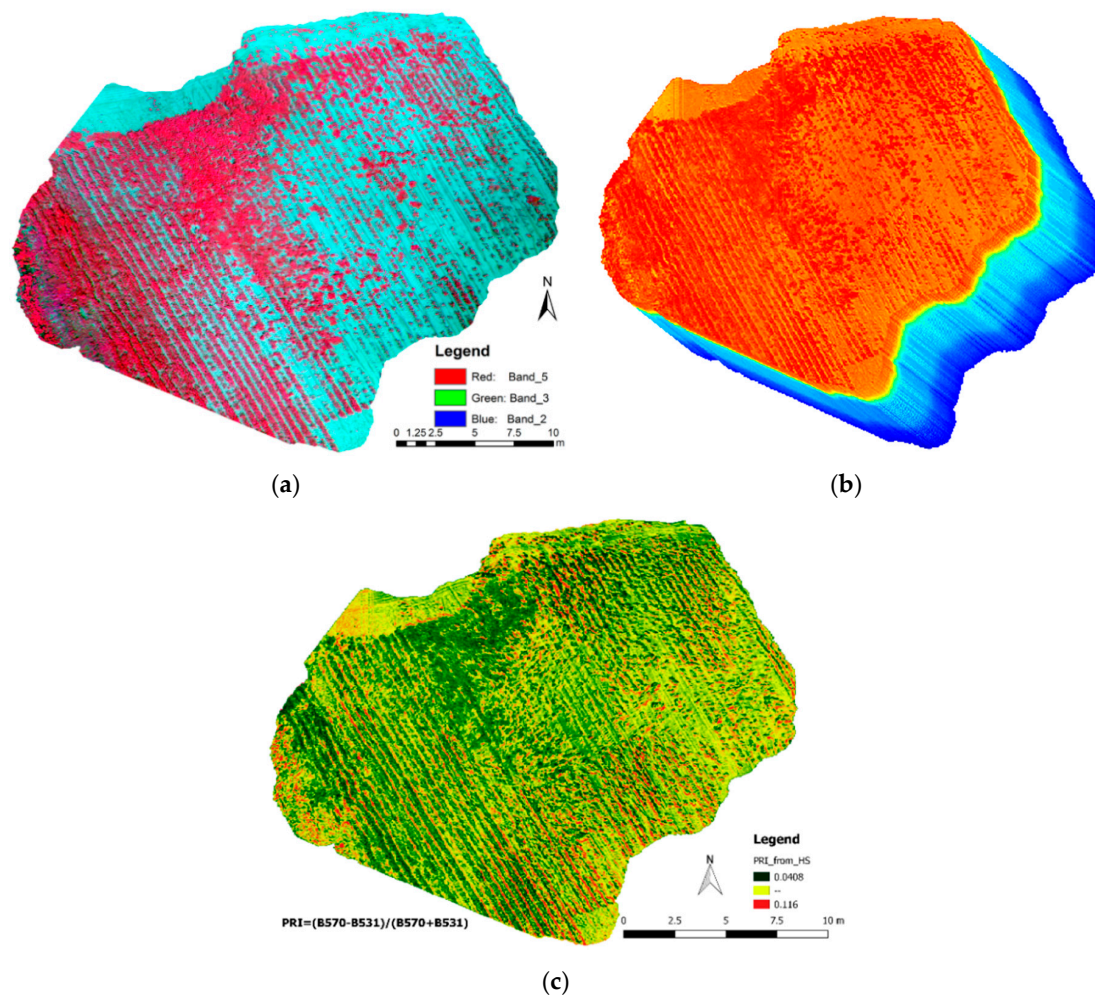 N
Legend
Red: Band_5
Green: Band_3
Blue: Band_2
0 1.25 2.5 5 7.5 10
m
(a)
(b)
Legend
N
PRI_from_HS
0.0408
--
0.116
0 2.5 5 7.5 10 m
PRI=(B570-B531)/(B570+B531)
(c)